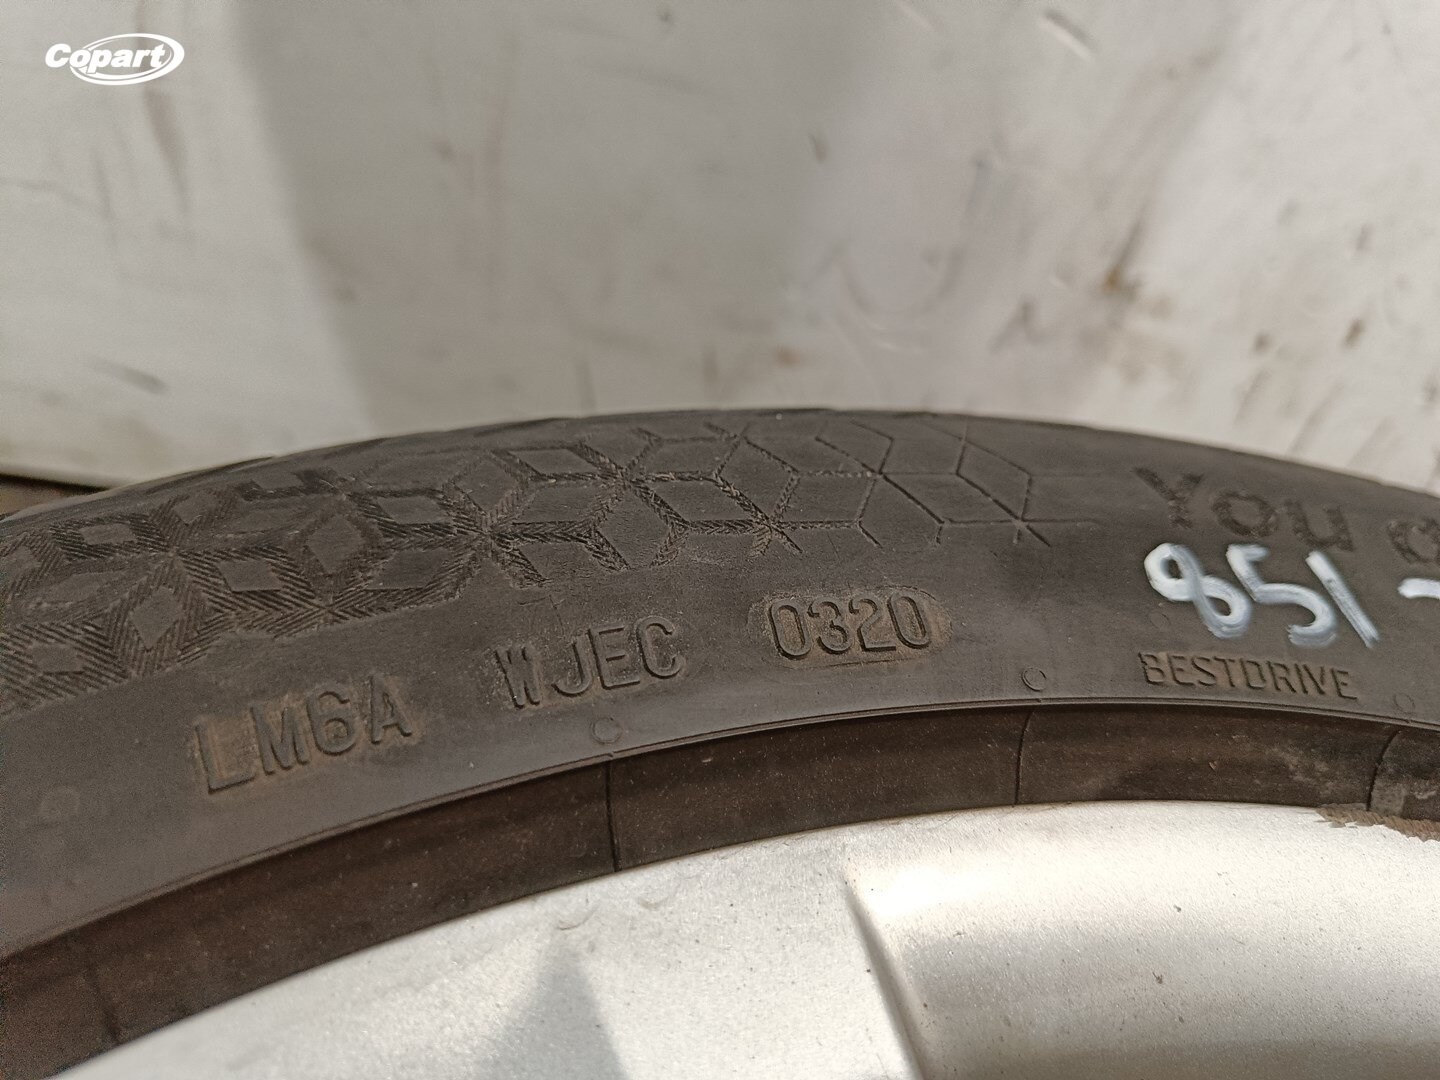 Copart
You
851-
LM6A WJEC 0320
BESTDRIVE